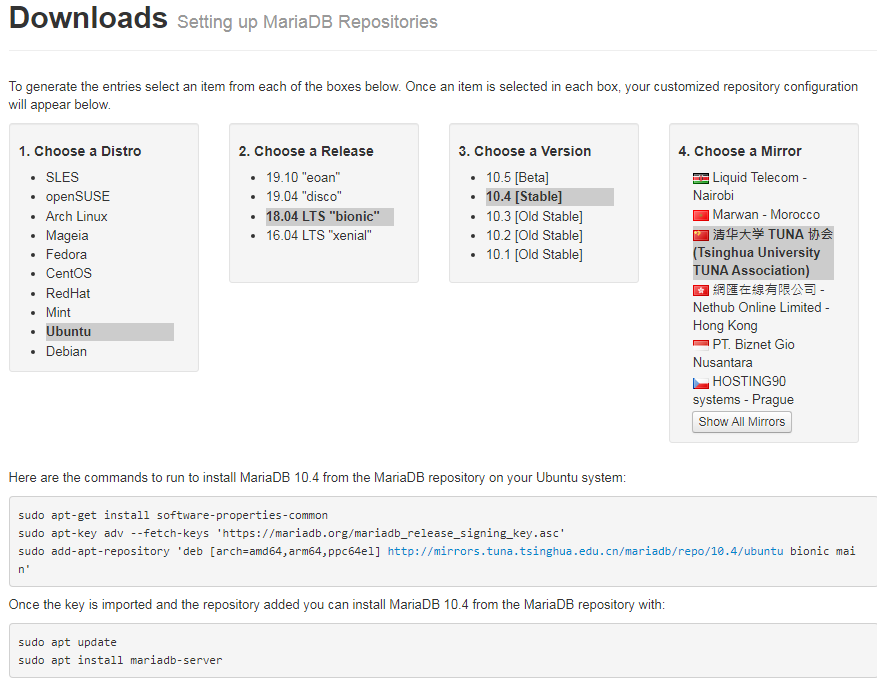 Downloads Setting up MariaDB Repositories
To generate the entries select an item from each of the boxes below. Once an item is selected in each box, your customized repository configuration
will appear below.
1. Choose a Distro
SLES
openSUSE
Arch Linux
Mageia
Fedora
CentOS
RedHat
Mint
Ubuntu
Debian
2. Choose a Release
19.10 "eoan"
19.04 "disco"
18.04 LTS "bionic"
16.04 LTS "xenial"
3. Choose a Version
10.5 [Beta]
10.4 [Stable]
10.3 [Old Stable]
10.2 [Old Stable]
10.1 [Old Stable]
4. Choose a Mirror
Liquid Telecom -
Nairobi
Marwan - Morocco
清华大学 TUNA 协会
(Tsinghua University
TUNA Association)
網匯在線有限公司 -
Nethub Online Limited -
Hong Kong
PT. Biznet Gio
Nusantara
HOSTING90
systems - Prague
Show All Mirrors
Here are the commands to run to install MariaDB 10.4 from the MariaDB repository on your Ubuntu system:
sudo apt-get install software-properties-common
sudo apt-key adv --fetch-keys 'https://mariadb.org/mariadb_release_signing_key.asc'
sudo add-apt-repository 'deb [arch=amd64,arm64,ppc64el] http://mirrors.tuna.tsinghua.edu.cn/mariadb/repo/10.4/ubuntu bionic mai
n'
Once the key is imported and the repository added you can install MariaDB 10.4 from the MariaDB repository with:
sudo apt update
sudo apt install mariadb-server